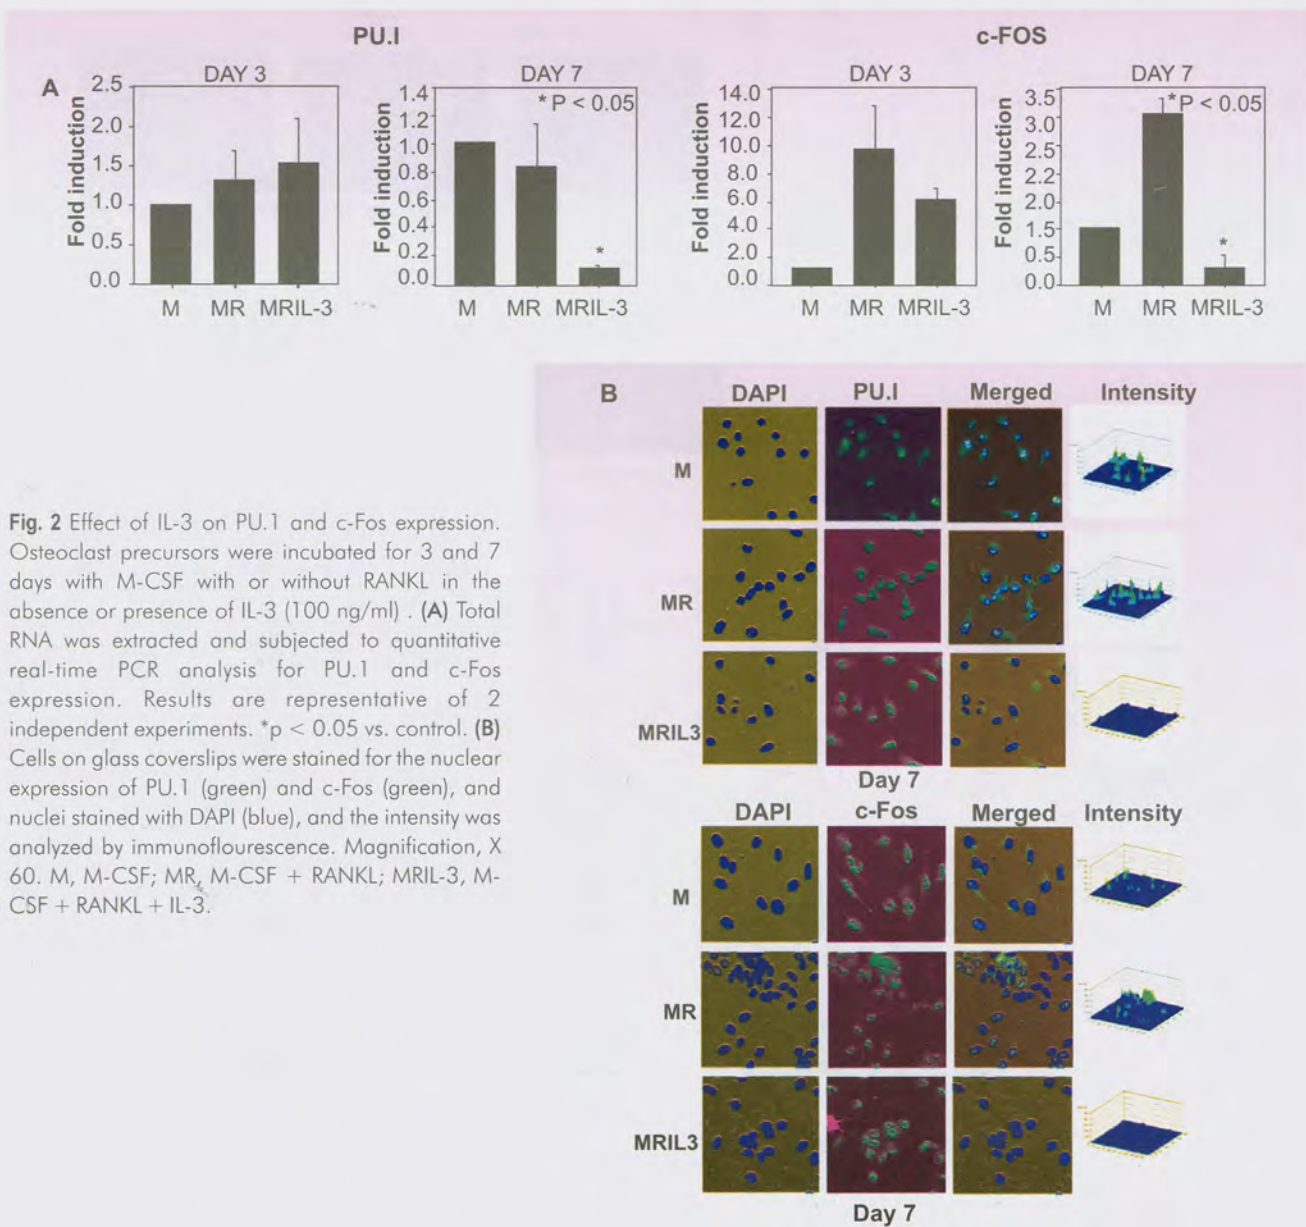 PU.I
c-FOS
A
DAY 3
DAY 7
DAY 3
DAY 7
Fold induction
2.5
2.0
1.5
1.0
0.5
0.0
M MR MRIL-3
Fold induction
1.4
1.2
1.0
0.8
0.6
0.4
0.2
0.0
* P < 0.05
*
M MR MRIL-3
Fold induction
14.0
12.0
10.0
8.0
6.0
4.0
2.0
0.0
M MR MRIL-3
Fold induction
3.5
3.0
2.5
3.2
2.0
1.5
1.0
0.5
0.0
*P < 0.05
*
M MR MRIL-3
B
DAPI PU.I Merged Intensity
M
MR
MRIL3
Day 7
DAPI c-Fos Merged Intensity
M
MR
MRIL3
Day 7
Fig. 2 Effect of IL-3 on PU.1 and c-Fos expression.
Osteoclast precursors were incubated for 3 and 7
days with M-CSF with or without RANKL in the
absence or presence of IL-3 (100 ng/ml) . (A) Total
RNA was extracted and subjected to quantitative
real-time PCR analysis for PU.1 and c-Fos
expression. Results are representative of 2
independent experiments. *p < 0.05 vs. control. (B)
Cells on glass coverslips were stained for the nuclear
expression of PU.1 (green) and c-Fos (green), and
nuclei stained with DAPI (blue), and the intensity was
analyzed by immunoflourescence. Magnification, X
60. M, M-CSF; MR, M-CSF + RANKL; MRIL-3, M-
CSF + RANKL + IL-3.